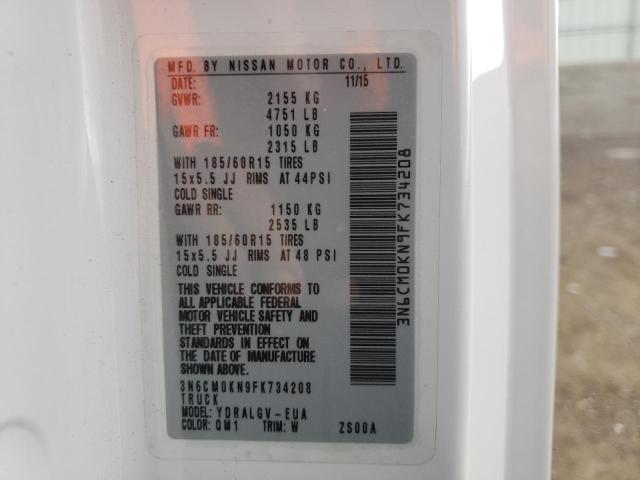 MFD. BY NISSAN MOTOR CO., LTD.
DATE: 11/15
GVWR: 2155 KG
4751 LB
GAWR FR: 1050 KG
2315 LB
WITH 185/60R15 TIRES
15x5.5 JJ RIMS AT 44PSI
COLD SINGLE
GAWR RR: 1150 KG
2535 LB
WITH 185/60R15 TIRES
15x5.5 JJ RIMS AT 48 PSI
COLD SINGLE
THIS VEHICLE CONFORMS TO
ALL APPLICABLE FEDERAL
MOTOR VEHICLE SAFETY AND
THEFT PREVENTION
STANDARDS IN EFFECT ON
THE DATE OF MANUFACTURE
SHOWN ABOVE.
3N6CM0KN9FK734208
TRUCK
MODEL: YDRALGV-EUA
COLOR: QM1 TRIM: W ZS00A
3N6CM0KN9FK734208